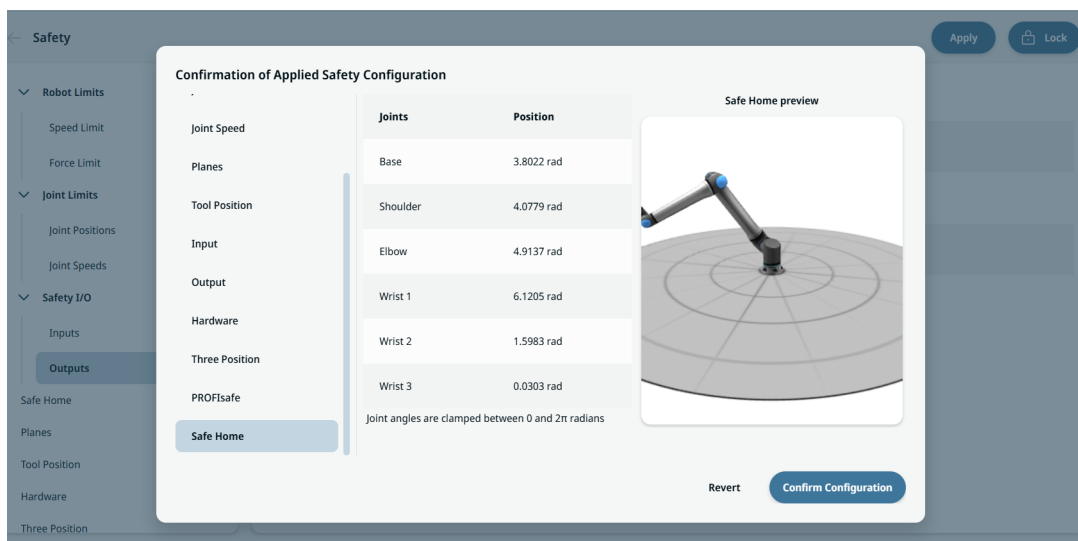 Safety
Apply
Lock
Robot Limits
Speed Limit
Force Limit
Joint Limits
Joint Positions
Joint Speeds
Safety I/O
Inputs
Outputs
Safe Home
Planes
Tool Position
Hardware
Three Position
Confirmation of Applied Safety Configuration
Joint Speed
Planes
Tool Position
Input
Output
Hardware
Three Position
PROFIsafe
Safe Home
Joints Position
Base 3.8022 rad
Shoulder 4.0779 rad
Elbow 4.9137 rad
Wrist 1 6.1205 rad
Wrist 2 1.5983 rad
Wrist 3 0.0303 rad
Joint angles are clamped between 0 and 2π radians
Safe Home preview
Revert
Confirm Configuration